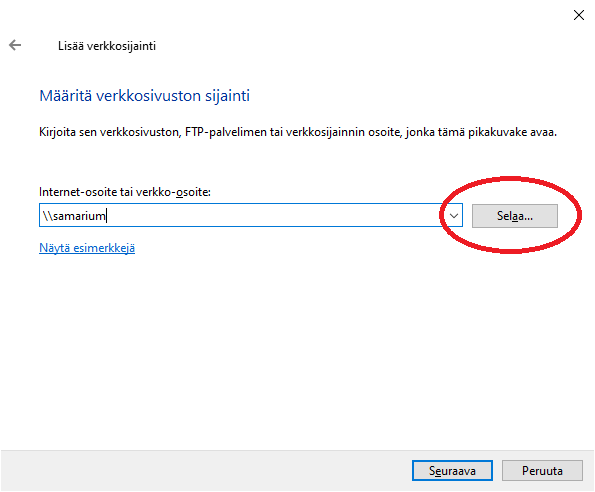 Lisää verkkosijainti
Määritä verkkosivuston sijainti
Kirjoita sen verkkosivuston, FTP-palvelimen tai verkkosijainnin osoite, jonka tämä pikakuvake avaa.
Internet-osoite tai verkko-osoite:
\\samarium
Selaa...
Näytä esimerkkejä
Seuraava
Peruuta